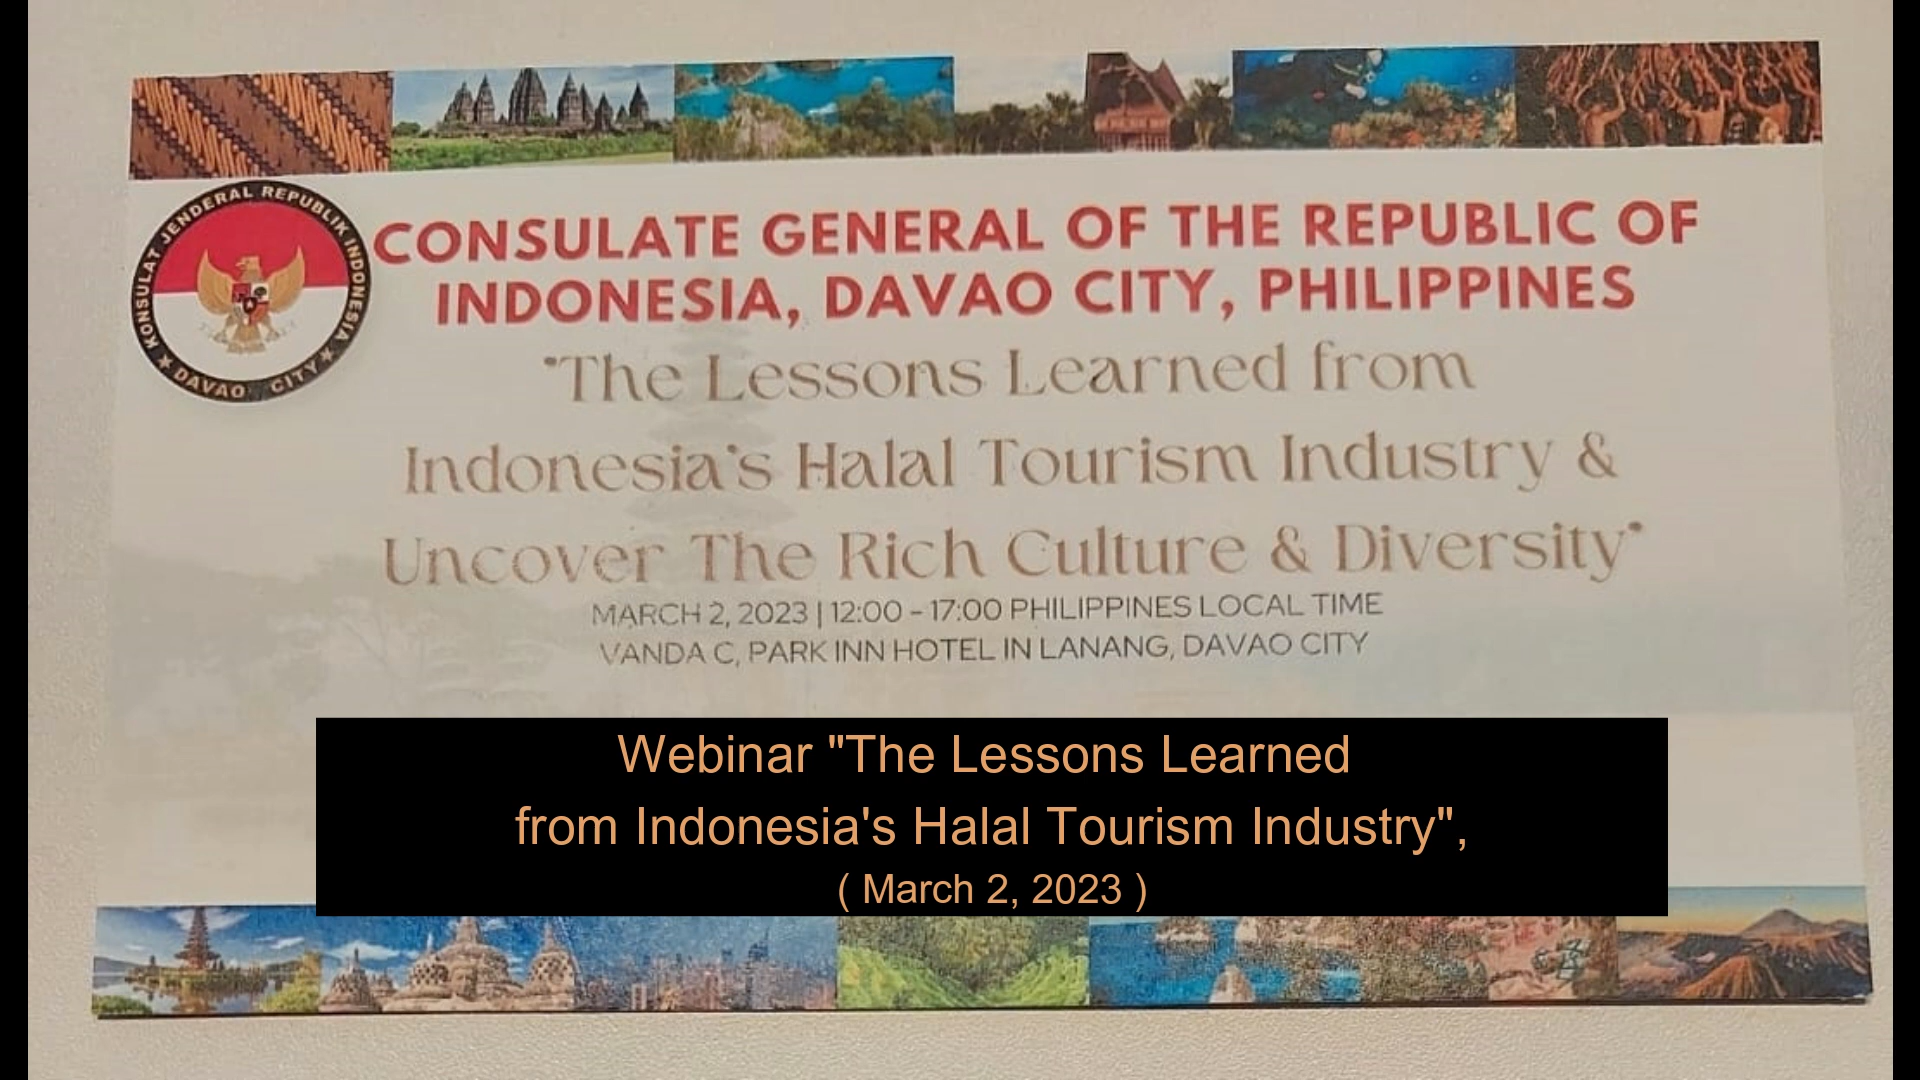 KONSULAT JENDERAL REPUBLIK INDONESIA
DAVAO CITY
CONSULATE GENERAL OF THE REPUBLIC OF
INDONESIA, DAVAO CITY, PHILIPPINES
"The Lessons Learned from
Indonesia's Halal Tourism Industry &
Uncover The Rich Culture & Diversity"
MARCH 2, 2023 | 12:00 - 17:00 PHILIPPINES LOCAL TIME
VANDA C, PARK INN HOTEL IN LANANG, DAVAO CITY
Webinar "The Lessons Learned
from Indonesia's Halal Tourism Industry",
( March 2, 2023 )